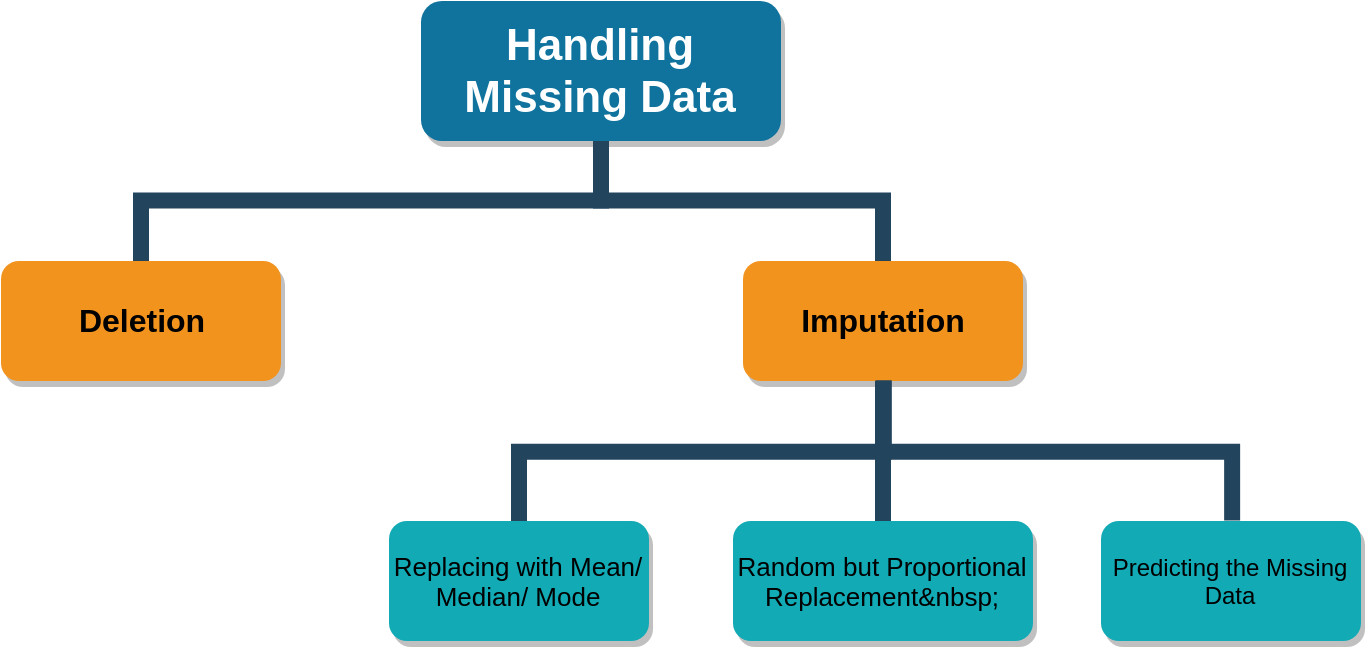 Handling
Missing Data
Deletion
Imputation
Replacing with Mean/
Median/ Mode
Random but Proportional
Replacement&nbsp;
Predicting the Missing
Data